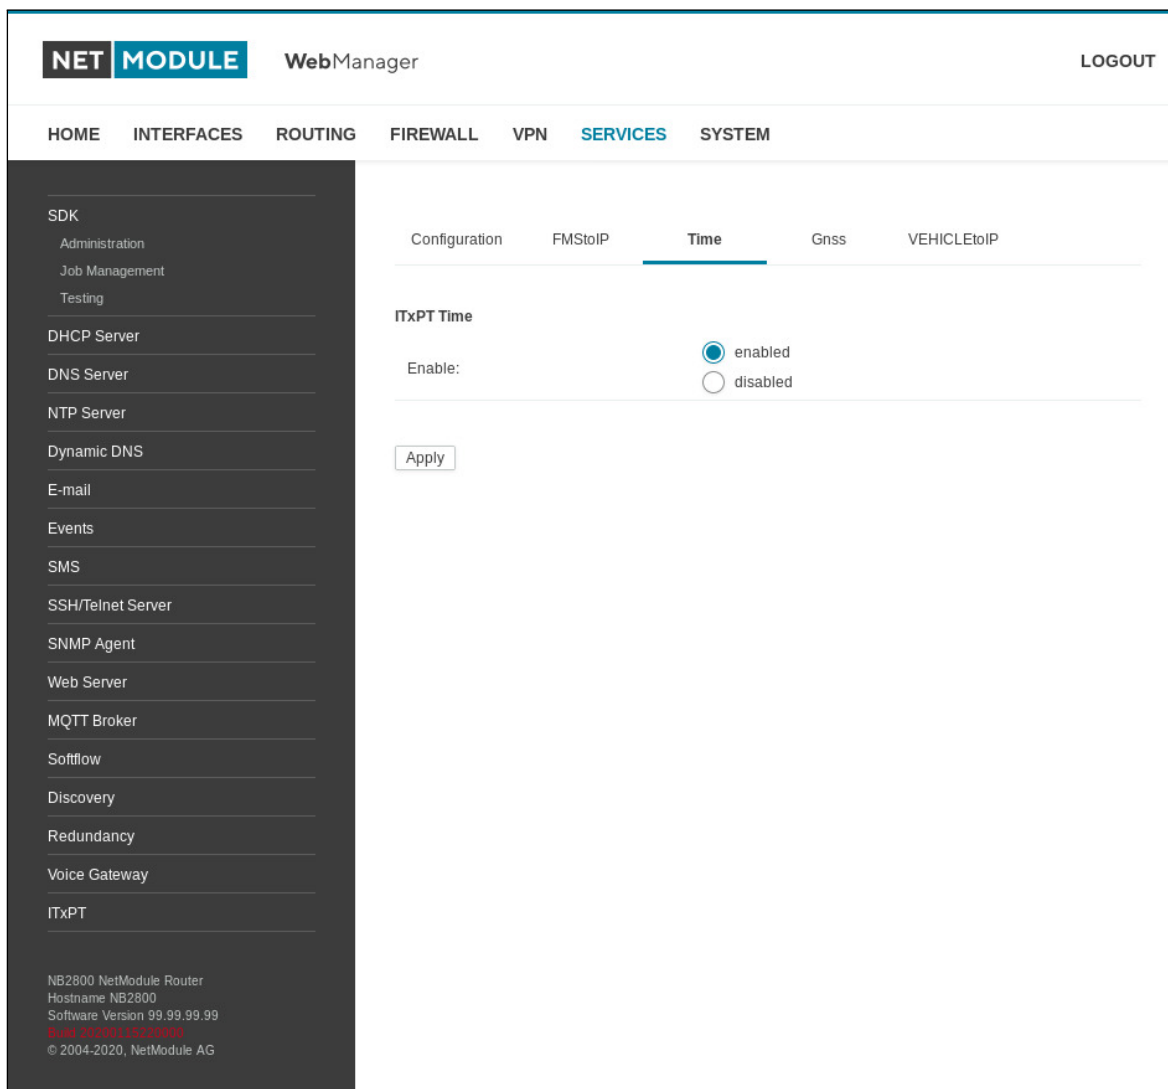 NET MODULE WebManager LOGOUT
HOME INTERFACES ROUTING FIREWALL VPN SERVICES SYSTEM
SDK
Administration
Job Management
Testing
DHCP Server
DNS Server
NTP Server
Dynamic DNS
E-mail
Events
SMS
SSH/Telnet Server
SNMP Agent
Web Server
MQTT Broker
Softflow
Discovery
Redundancy
Voice Gateway
ITxPT
NB2800 NetModule Router
Hostname NB2800
Software Version 99.99.99.99
Build
© 2004-2020, NetModule AG
Configuration FMStoIP Time Gnss VEHICLEtoIP
ITxPT Time
Enable:
enabled
disabled
Apply